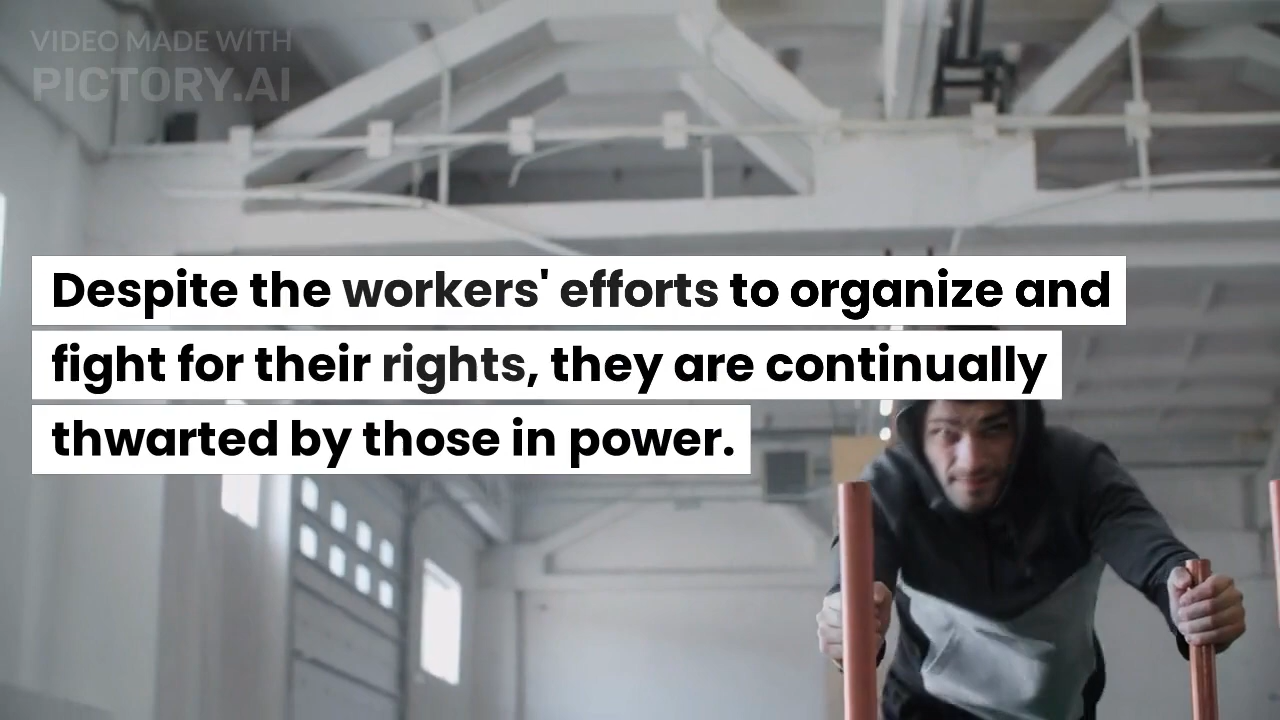 VIDEO MADE WITH
PICTORY.AI
Despite the workers' efforts to organize and
fight for their rights, they are continually
thwarted by those in power.